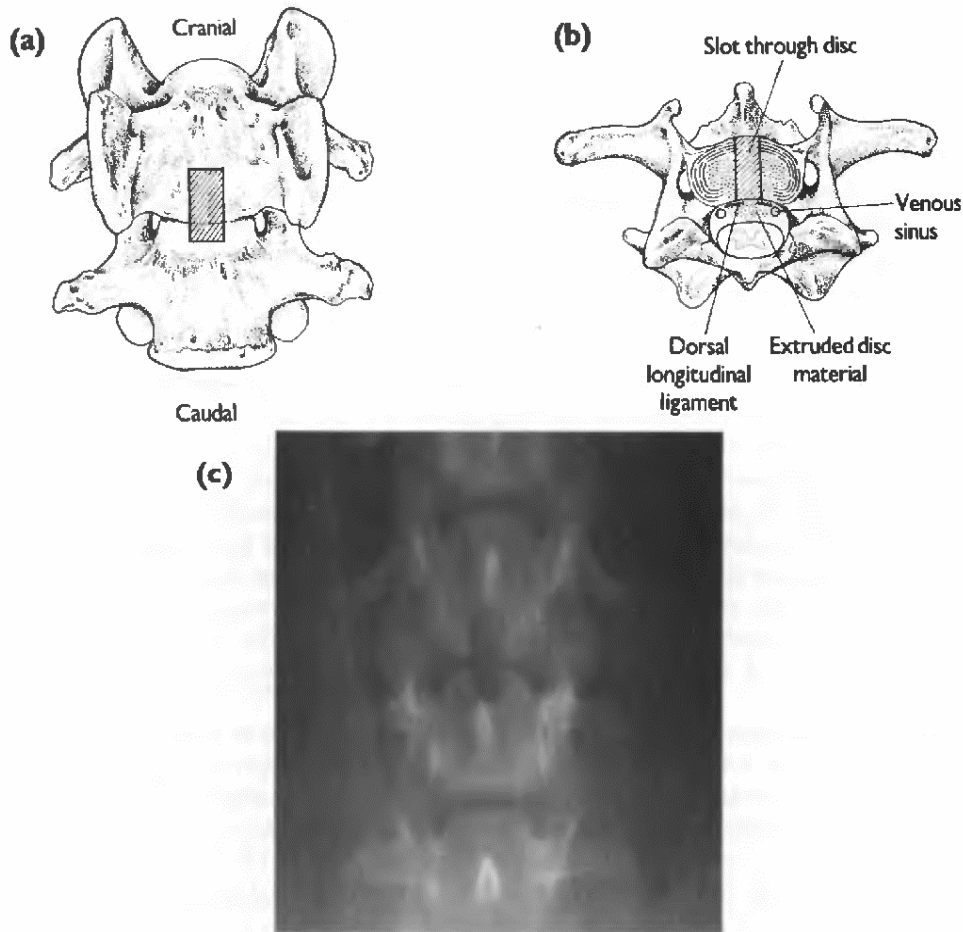 (a)
Cranial
Caudal
(b)
Slot through disc
Venous
sinus
Dorsal
longitudinal
ligament
Extruded disc
material
(c)